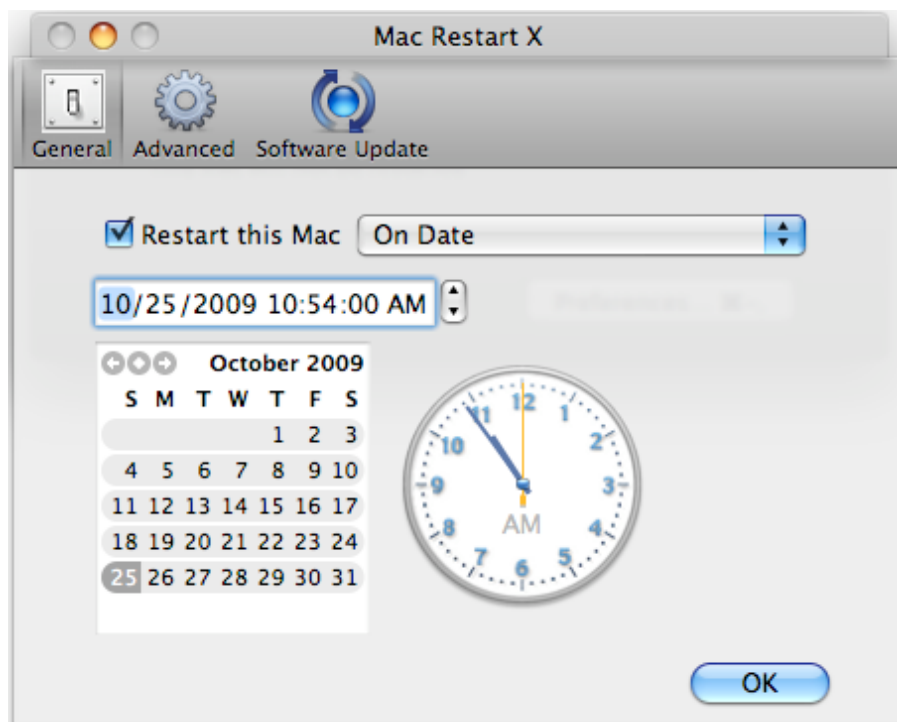 Mac Restart X
General Advanced Software Update
Restart this Mac On Date
10/25/2009 10:54:00 AM
Preferences... ⌘-,
October 2009
S M T W T F S
1 2 3
4 5 6 7 8 9 10
11 12 13 14 15 16 17
18 19 20 21 22 23 24
25 26 27 28 29 30 31
12
11 1
10 2
9 3
AM
8 4
7 5
6
OK